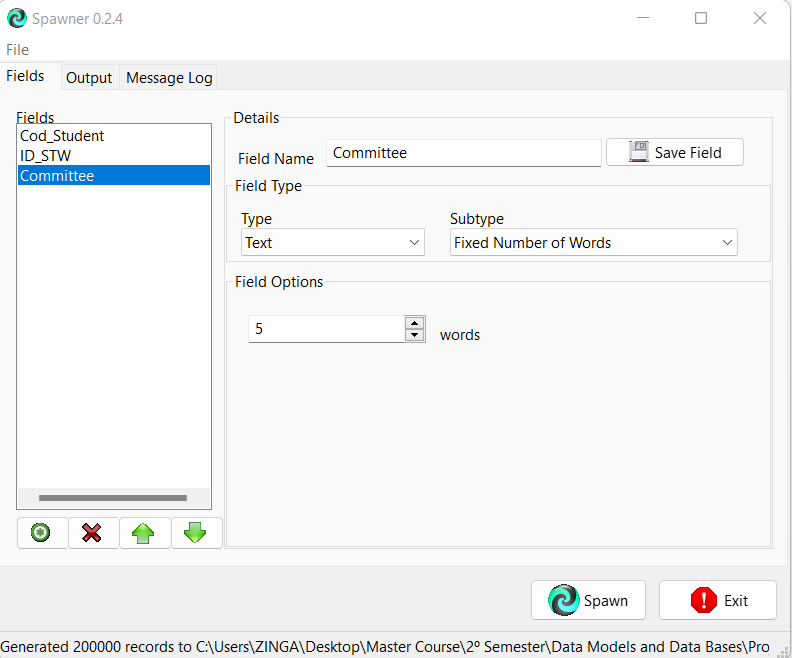 Spawner 0.2.4
File
Fields Output Message Log
Fields
Cod_Student
ID_STW
Committee
Details
Field Name Committee Save Field
Field Type
Type Subtype
Text Fixed Number of Words
Field Options
5 words
Spawn Exit
Generated 200000 records to C:\Users\ZINGA\Desktop\Master Course\2º Semester\Data Models and Data Bases\Pro